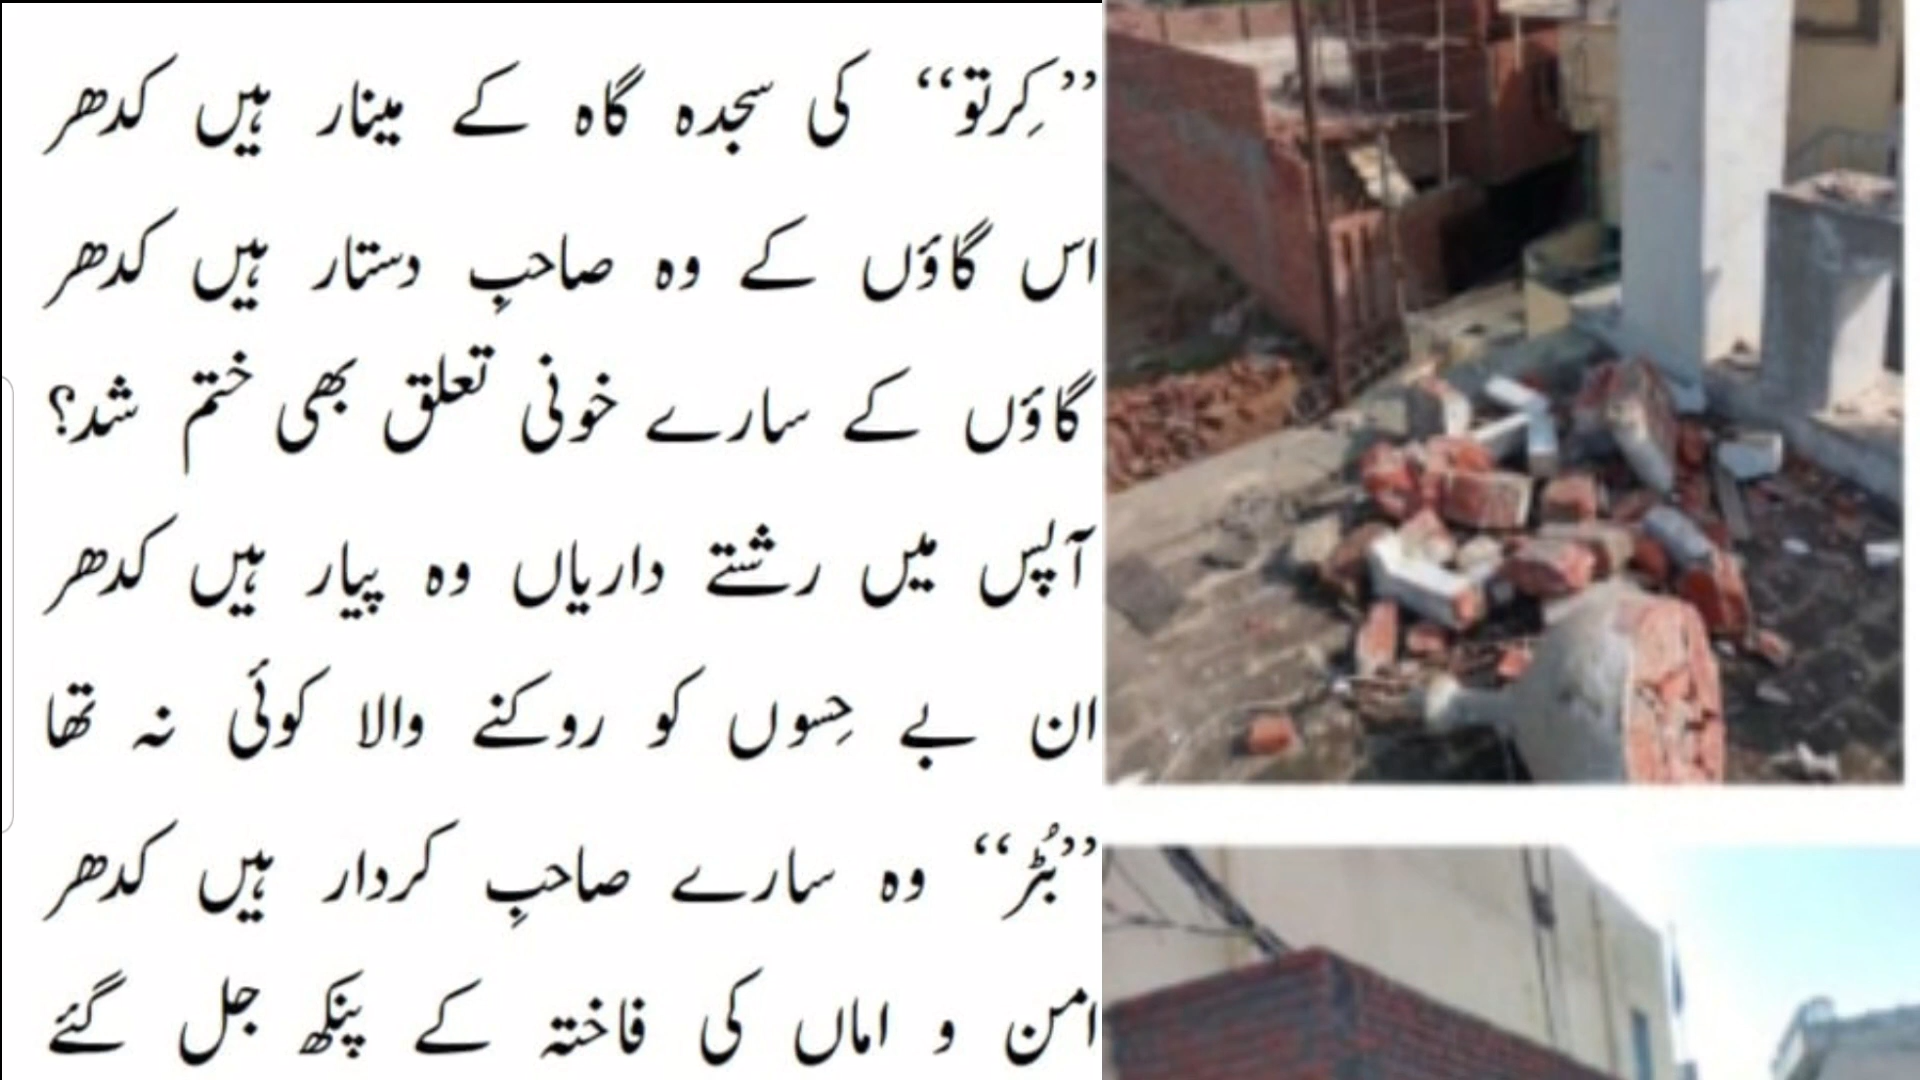 ”کِرتو“ کی سجدہ گاہ کے مینار ہیں کدھر
اس گاؤں کے وہ صاحبِ دستار ہیں کدھر
گاؤں کے سارے خونی تعلق بھی ختم شد؟
آپس میں رشتے داریاں وہ پیار ہیں کدھر
ان بے حِسوں کو روکنے والا کوئی نہ تھا
”بُٹر“ وہ سارے صاحبِ کردار ہیں کدھر
امن و اماں کی فاختہ کے پنکھ جل گئے